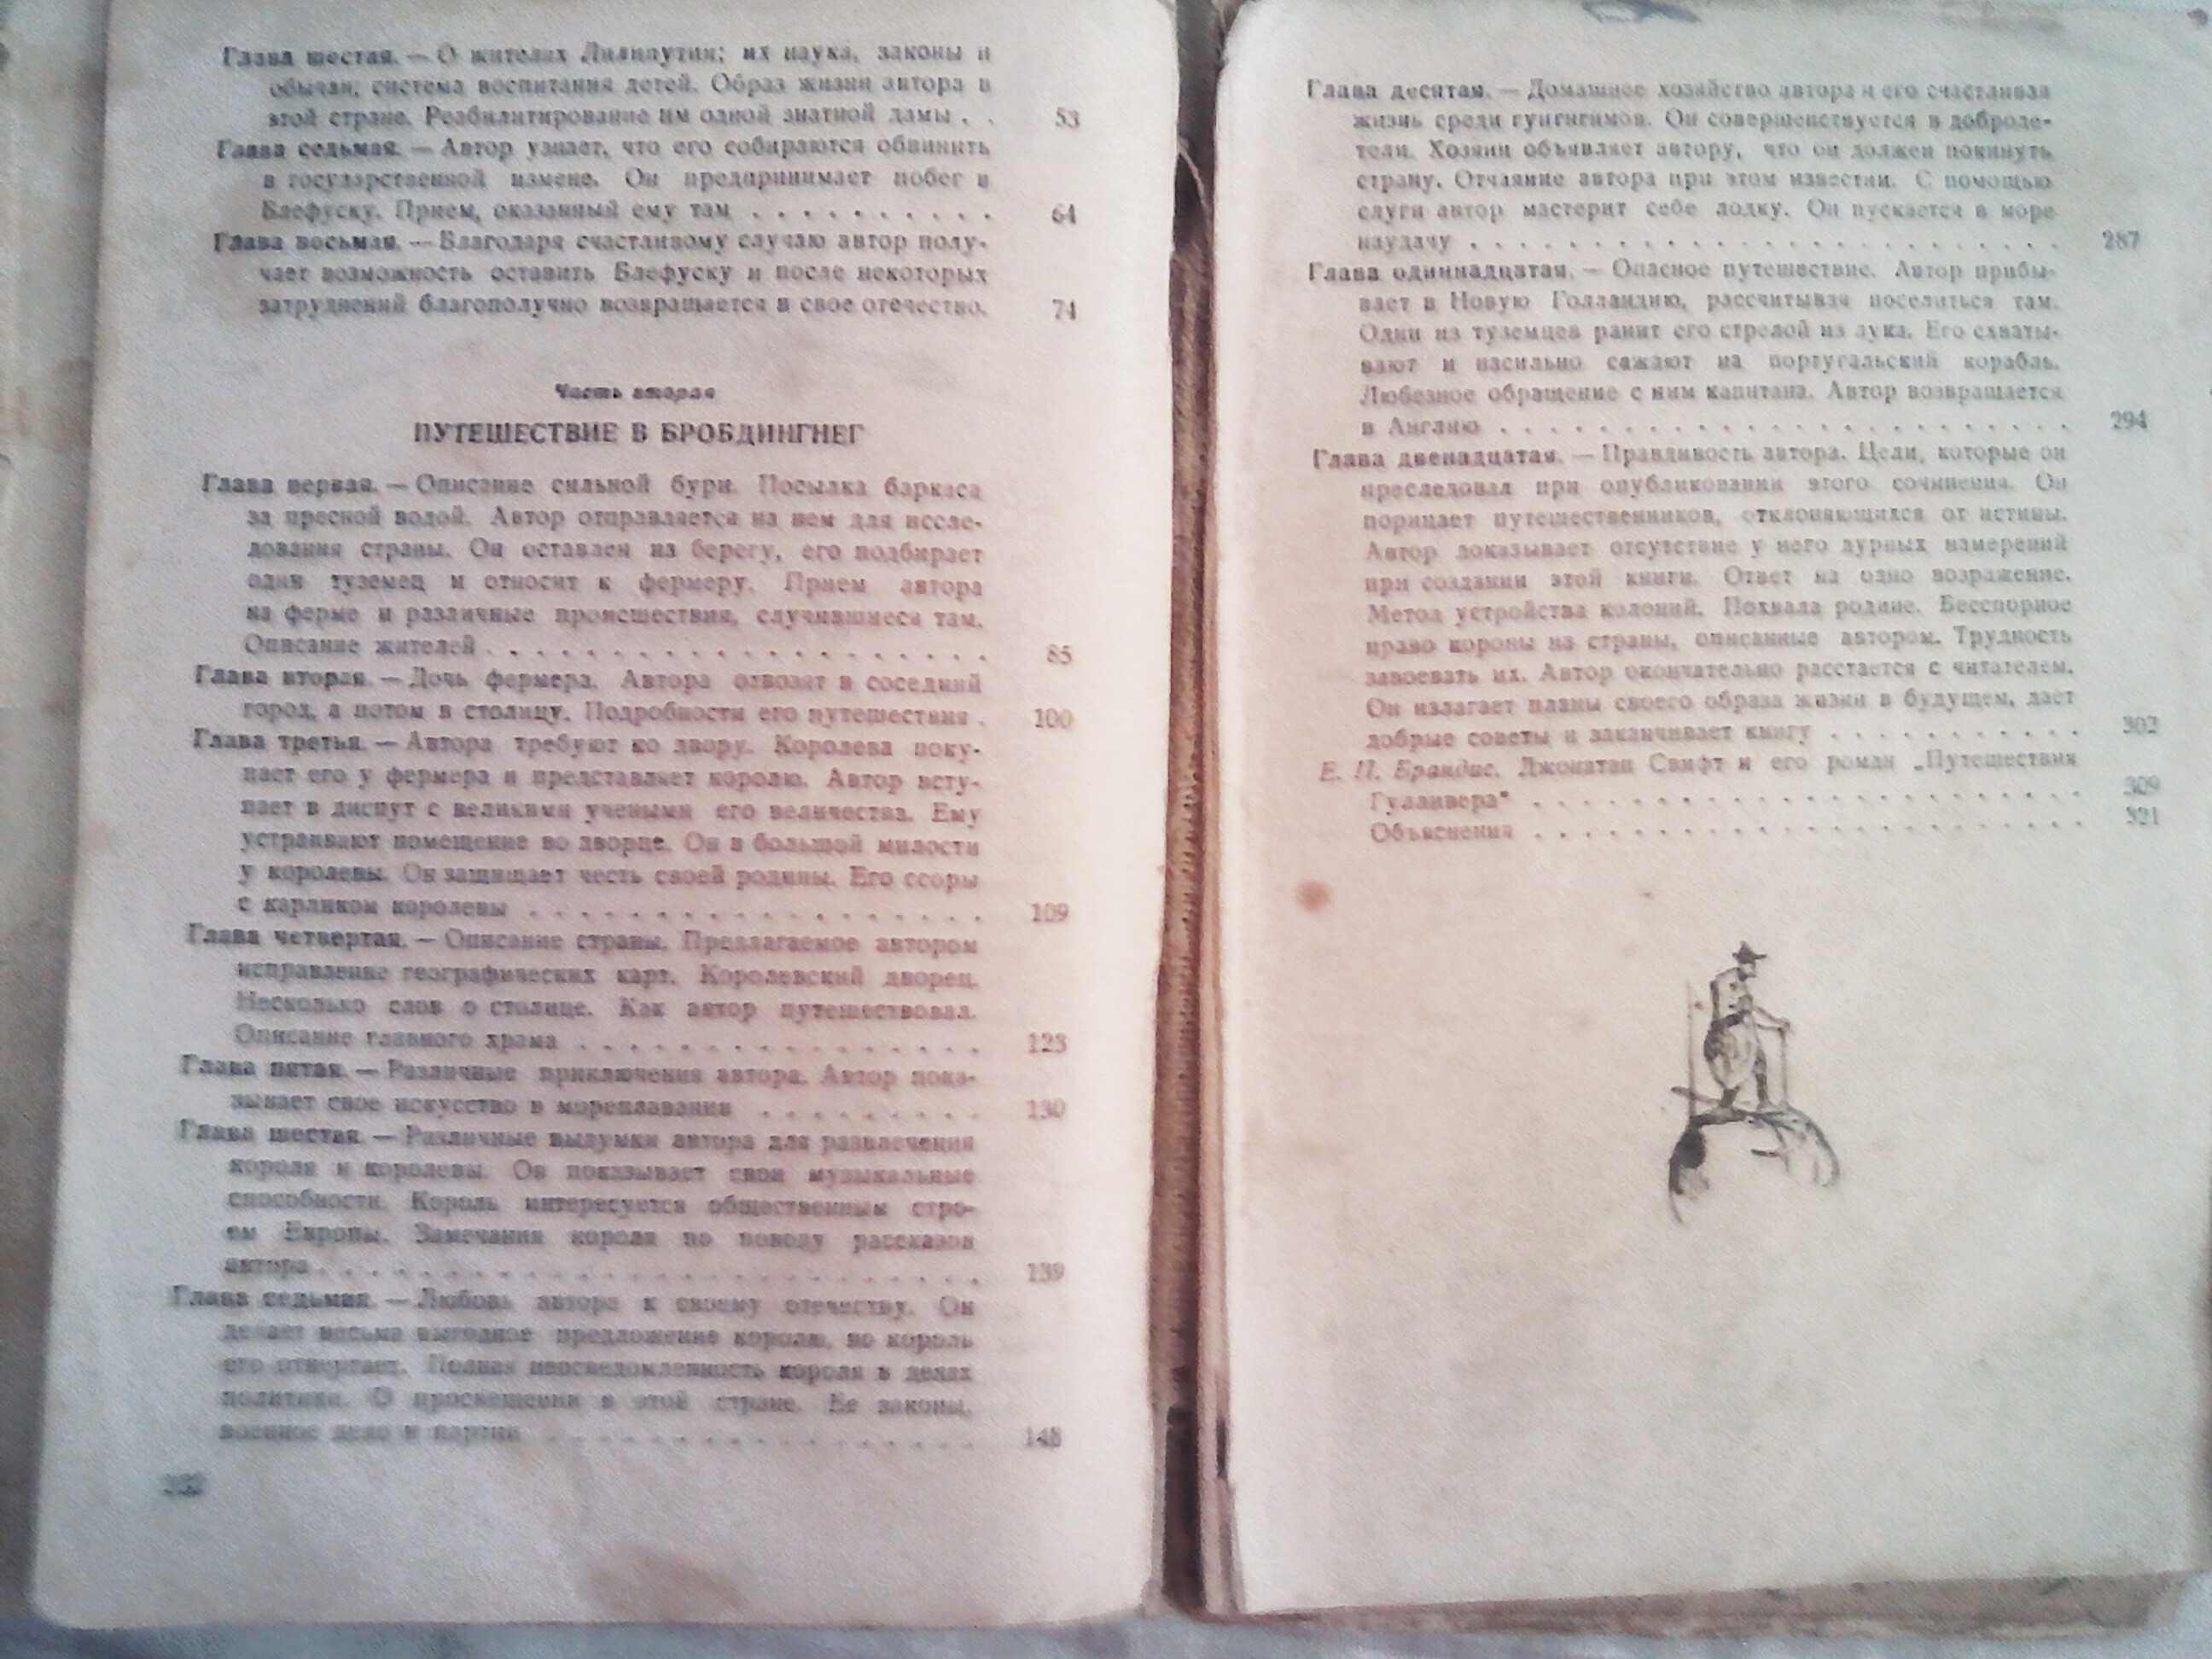 Глава шестая. — О жителях Лилипутии; их наука, законы и
обычаи; система воспитания детей. Образ жизни автора в
этой стране. Реабилитирование им одной знатной дамы . . 53
Глава седьмая. — Автор узнает, что его собираются обвинить
в государственной измене. Он предпринимает побег в
Блефуску. Прием, оказанный ему там . . . . . . . . . . 64
Глава восьмая. — Благодаря счастливому случаю автор полу-
чает возможность оставить Блефуску и после некоторых
затруднений благополучно возвращается в свое отечество. 74
Часть вторая
ПУТЕШЕСТВИЕ В БРОБДИНГНЕГ
Глава первая. — Описание сильной бури. Посылка баркаса
за пресной водой. Автор отправляется на нем для иссле-
дования страны. Он оставлен на берегу, его подбирает
один туземец и относит к фермеру. Прием автора
на ферме и различные происшествия, случившиеся там.
Описание жителей . . . . . . . . . . . . . . . . . . . 85
Глава вторая. — Дочь фермера. Автора отвозят в соседний
город, а потом в столицу. Подробности его путешествия . 100
Глава третья. — Автора требуют ко двору. Королева поку-
пает его у фермера и представляет королю. Автор всту-
пает в диспут с великими учеными его величества. Ему
устраивают помещение во дворце. Он в большой милости
у королевы. Он защищает честь своей родины. Его ссоры
с карликом королевы . . . . . . . . . . . . . . . . . 109
Глава четвертая. — Описание страны. Предлагаемое автором
исправление географических карт. Королевский дворец.
Несколько слов о столице. Как автор путешествовал.
Описание главного храма . . . . . . . . . . . . . . . 123
Глава пятая. — Различные приключения автора. Автор пока-
зывает свое искусство в мореплавании . . . . . . . . . 130
Глава шестая. — Различные выдумки автора для развлечения
короля и королевы. Он показывает свои музыкальные
способности. Король интересуется общественным стро-
ем Европы. Замечания короля по поводу рассказов
автора . . . . . . . . . . . . . . . . . . . . . . . . 139
Глава седьмая. — Любовь автора к своему отечеству. Он
делает весьма выгодное предложение королю, но король
его отвергает. Полная неосведомленность короля в делах
политики. О просвещении в этой стране. Ее законы,
военное дело и партии . . . . . . . . . . . . . . . . 148
Глава десятая. — Домашнее хозяйство автора и его счастливая
жизнь среди гуигнгнмов. Он совершенствуется в доброде-
тели. Хозяин объявляет автору, что он должен покинуть
страну. Отчаяние автора при этом известии. С помощью
слуги автор мастерит себе лодку. Он пускается в море
наудачу . . . . . . . . . . . . . . . . . . . . . . . 287
Глава одиннадцатая. — Опасное путешествие. Автор прибы-
вает в Новую Голландию, рассчитывая поселиться там.
Один из туземцев ранит его стрелой из лука. Его схваты-
вают и насильно сажают на португальский корабль.
Любезное обращение с ним капитана. Автор возвращается
в Англию . . . . . . . . . . . . . . . . . . . . . . . 294
Глава двенадцатая. — Правдивость автора. Цели, которые он
преследовал при опубликовании этого сочинения. Он
порицает путешественников, отклоняющихся от истины.
Автор доказывает отсутствие у него дурных намерений
при создании этой книги. Ответ на одно возражение.
Метод устройства колоний. Похвала родине. Бесспорное
право короны на страны, описанные автором. Трудность
завоевать их. Автор окончательно расстается с читателем.
Он излагает планы своего образа жизни в будущем, дает
добрые советы и заканчивает книгу . . . . . . . . . . . 302
Е. П. Брандис. Джонатан Свифт и его роман „Путешествия
Гулливера" . . . . . . . . . . . . . . . . . . . . . . 309
Объяснения . . . . . . . . . . . . . . . . . . . . . . 321